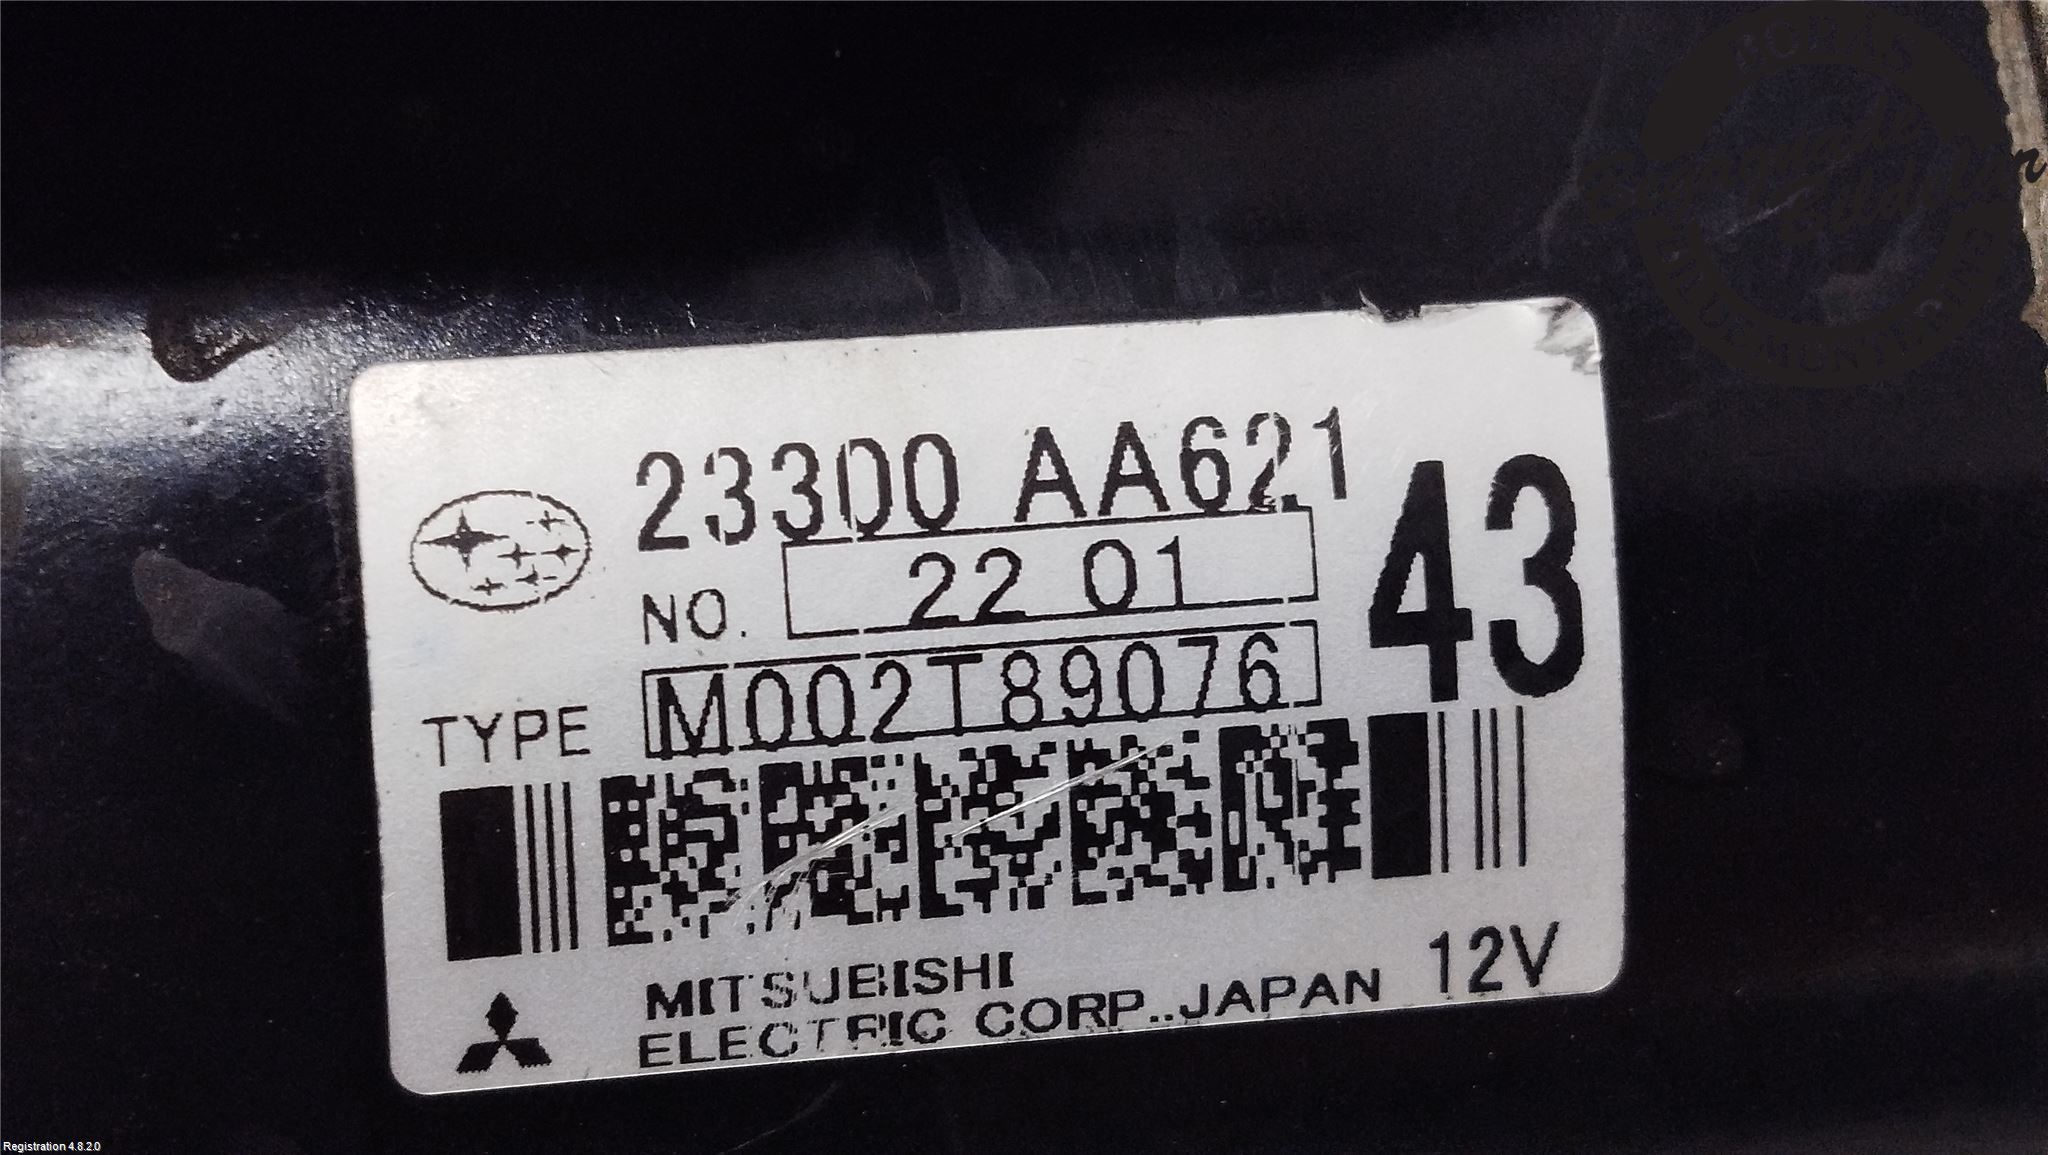 23300 AA621
43
NO. 22 01
TYPE M002T89076
MITSUBISHI
ELECTRIC CORP., JAPAN 12V
Registration 4.8.2.0